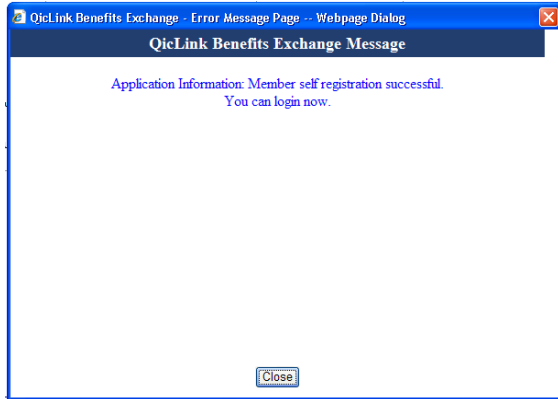 QicLink Benefits Exchange - Error Message Page -- Webpage Dialog
QicLink Benefits Exchange Message
Application Information: Member self registration successful.
You can login now.
Close